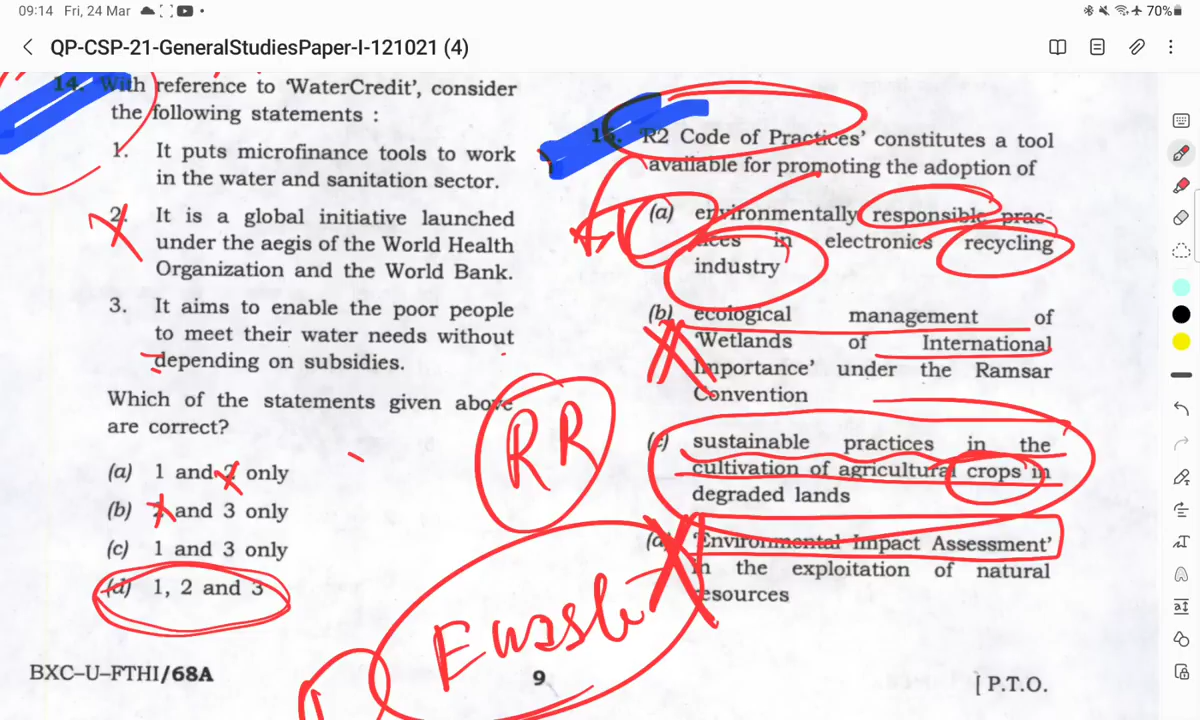 09:14 Fri, 24 Mar
70%
QP-CSP-21-GeneralStudiesPaper-I-121021 (4)
14. With reference to 'WaterCredit', consider
the following statements :
1. It puts microfinance tools to work
in the water and sanitation sector.
2. It is a global initiative launched
under the aegis of the World Health
Organization and the World Bank.
3. It aims to enable the poor people
to meet their water needs without
depending on subsidies.
Which of the statements given above
are correct?
(a) 1 and 2 only
(b) 2 and 3 only
(c) 1 and 3 only
(d) 1, 2 and 3
BXC–U–FTHI/68A
'R2 Code of Practices' constitutes a tool
available for promoting the adoption of
(a) environmentally responsible prac-
tices in electronics recycling
industry
(b) ecological management of
'Wetlands of International
Importance' under the Ramsar
Convention
(c) sustainable practices in the
cultivation of agricultural crops in
degraded lands
(d) 'Environmental Impact Assessment'
in the exploitation of natural
resources
RR
9
[ P.T.O.